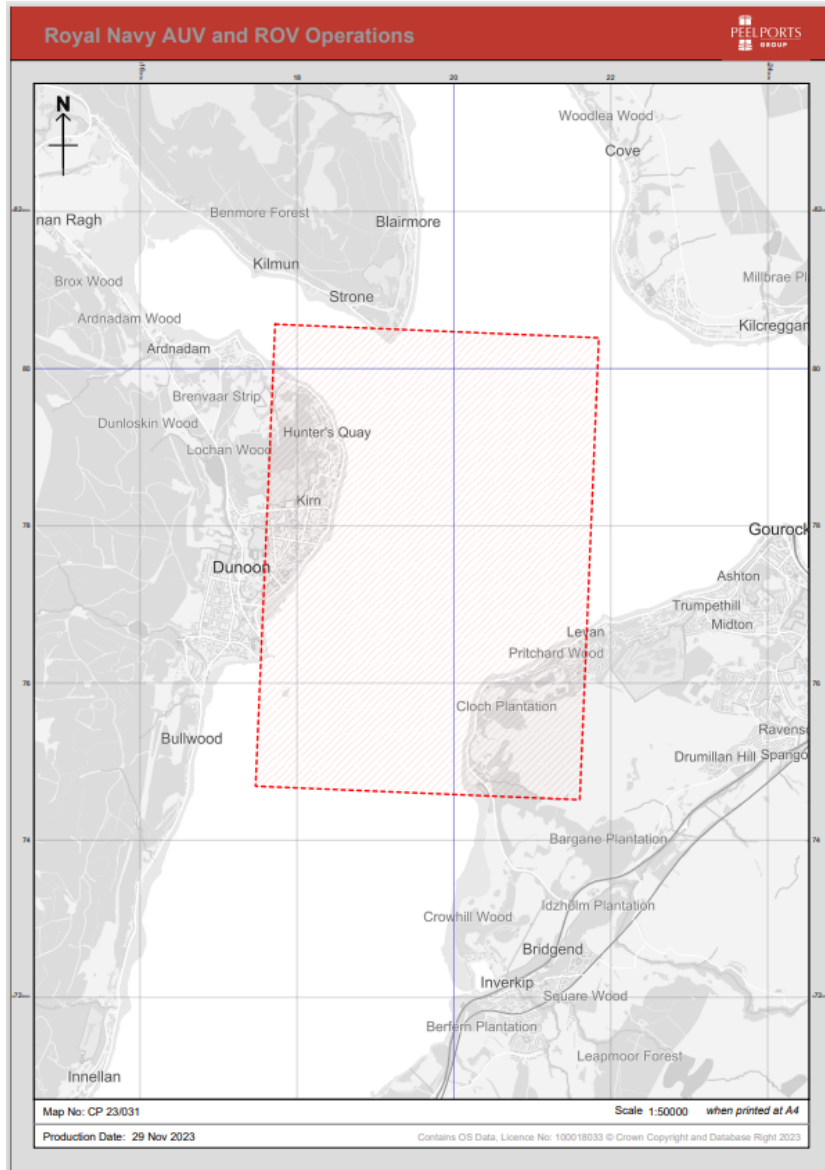 Royal Navy AUV and ROV Operations
PEEL PORTS
GROUP
18
20
22
N
Woodlea Wood
Cove
nan Ragh
Benmore Forest
Blairmore
Kilmun
Brox Wood
Millbrae Pl
Strone
Ardnadam Wood
Kilcreggan
Ardnadam
80
80
Brenvaar Strip
Dunloskin Wood
Hunter's Quay
Lochan Wood
Kirn
78
78
Gourock
Dunoon
Ashton
Trumpethill
Midton
Levan
Pritchard Wood
76
76
Cloch Plantation
Bullwood
Ravens
Drumillan Hill
Spango
74
74
Bargane Plantation
Idzholm Plantation
Crowhill Wood
Bridgend
Inverkip
Square Wood
Berfern Plantation
Leapmoor Forest
Innellan
Map No: CP 23/031
Scale 1:50000 when printed at A4
Production Date: 29 Nov 2023
Contains OS Data, Licence No: 100018033 © Crown Copyright and Database Right 2023